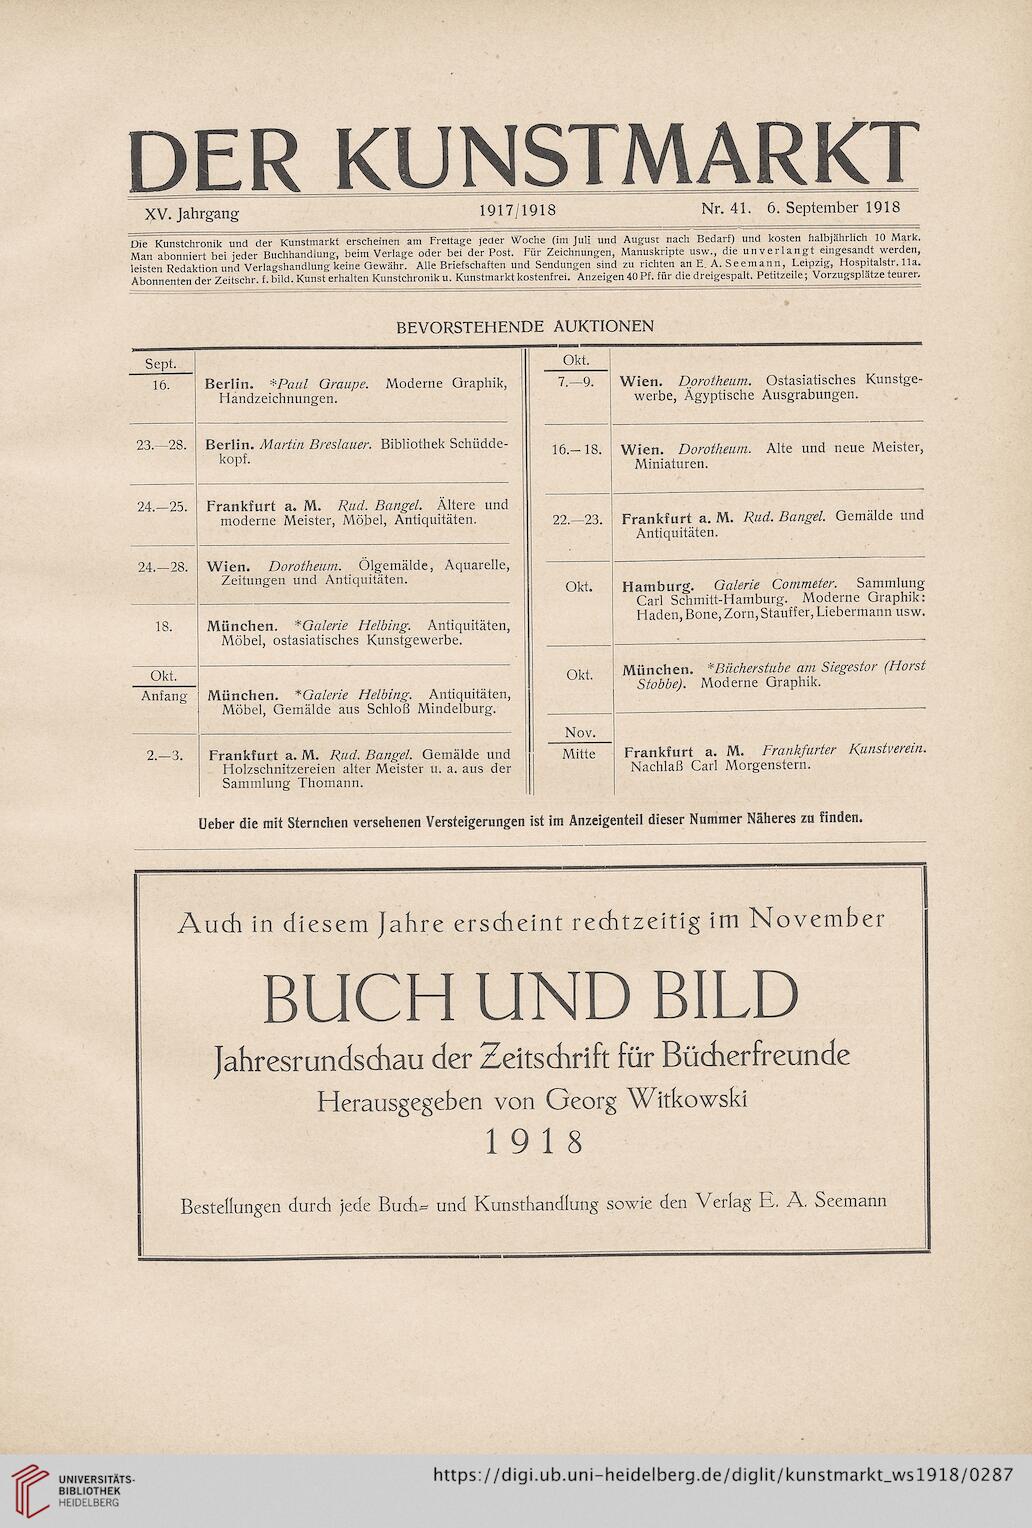 DER KUNSTMARKT
XV. Jahrgang 1917/1918 Nr. 41. 6. September 1918
Die Kunstchronik und der Kunstmarkt erscheinen am Freitage jeder Woche (im Juli und August nach Bedarf) und kosten halbjährlich 10 Mark.
Man abonniert bei jeder Buchhandlung, beim Verlage oder bei der Post. Für Zeichnungen, Manuskripte usw., die unverlangt eingesandt werden,
leisten Redaktion und Verlagshandlung keine Gewähr. Alle Briefschaften und Sendungen sind zu richten an E. A. Seemann, Leipzig, Hospitalstr. 11a.
Abonnenten der Zeitschr. f. bild. Kunst erhalten Kunstchronik u. Kunstmarkt kostenfrei. Anzeigen 40 Pf. für die dreigespalt. Petitzeile; Vorzugsplätze teurer.
BEVORSTEHENDE AUKTIONEN
Sept.
16. Berlin. *Paul Graupe. Moderne Graphik,
Handzeichnungen.
23.—28. Berlin. Martin Breslauer. Bibliothek Schüdde-
kopf.
24.—25. Frankfurt a. M. Rud. Bangel. Ältere und
moderne Meister, Möbel, Antiquitäten.
24.—28. Wien. Dorotheum. Ölgemälde, Aquarelle,
Zeitungen und Antiquitäten.
18. München. *Galerie Helbing. Antiquitäten,
Möbel, ostasiatisches Kunstgewerbe.
Okt.
Anfang München. *Galerie Helbing. Antiquitäten,
Möbel, Gemälde aus Schloß Mindelburg.
2.—3. Frankfurt a. M. Rud. Bangel. Gemälde und
Holzschnitzereien alter Meister u. a. aus der
Sammlung Thomann.
Okt.
7.—9. Wien. Dorotheum. Ostasiatisches Kunstge-
werbe, Ägyptische Ausgrabungen.
16.—18. Wien. Dorotheum. Alte und neue Meister,
Miniaturen.
22.—23. Frankfurt a. M. Rud. Bangel. Gemälde und
Antiquitäten.
Okt. Hamburg. Galerie Commeter. Sammlung
Carl Schmitt-Hamburg. Moderne Graphik:
Haden, Bone, Zorn, Stauffer, Liebermann usw.
Okt. München. *Bücherstube am Siegestor (Horst
Stobbe). Moderne Graphik.
Nov.
Mitte Frankfurt a. M. Frankfurter Kunstverein.
Nachlaß Carl Morgenstern.
Ueber die mit Sternchen versehenen Versteigerungen ist im Anzeigenteil dieser Nummer Näheres zu finden.
Auch in diesem Jahre erscheint rechtzeitig im November
BUCH UND BILD
Jahresrundschau der Zeitschrift für Bücherfreunde
Herausgegeben von Georg Witkowski
1918
Bestellungen durch jede Buch= und Kunsthandlung sowie den Verlag E. A. Seemann
UNIVERSITÄTS-
BIBLIOTHEK
HEIDELBERG
https://digi.ub.uni-heidelberg.de/diglit/kunstmarkt_ws1918/0287